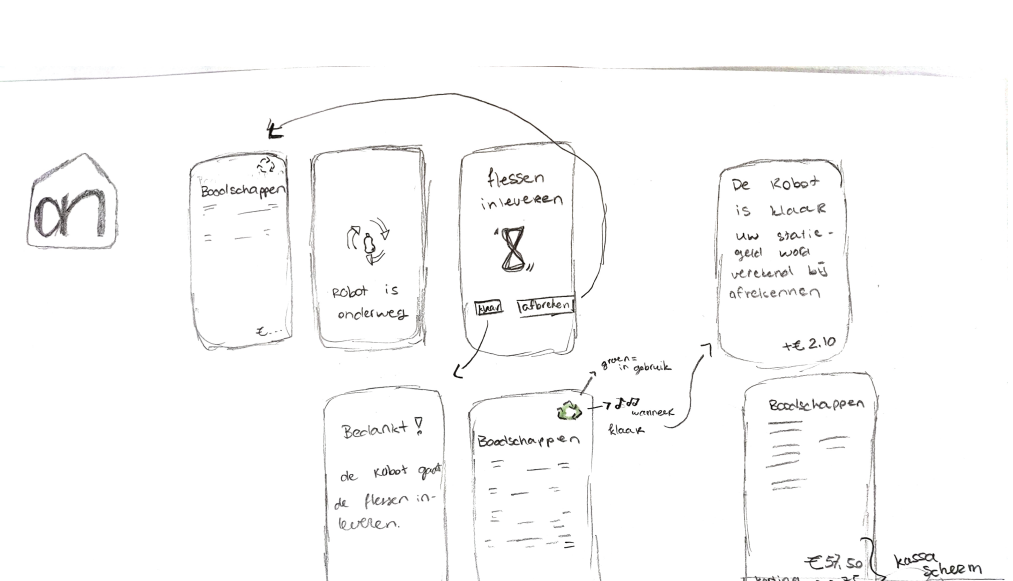 an
Boodschappen
€...
Robot is
onderweg
flessen
inleveren
klaar
afbreken
De Robot
is klaar
uw statie-
geld word
verekend bij
afrekennen
+€ 2.10
Bedankt!
de Robot gaat
de flessen in-
leveren.
Boodschappen
groen =
in gebruik
wanneer
klaar
Boodschappen
€57,50
kassa
scherm